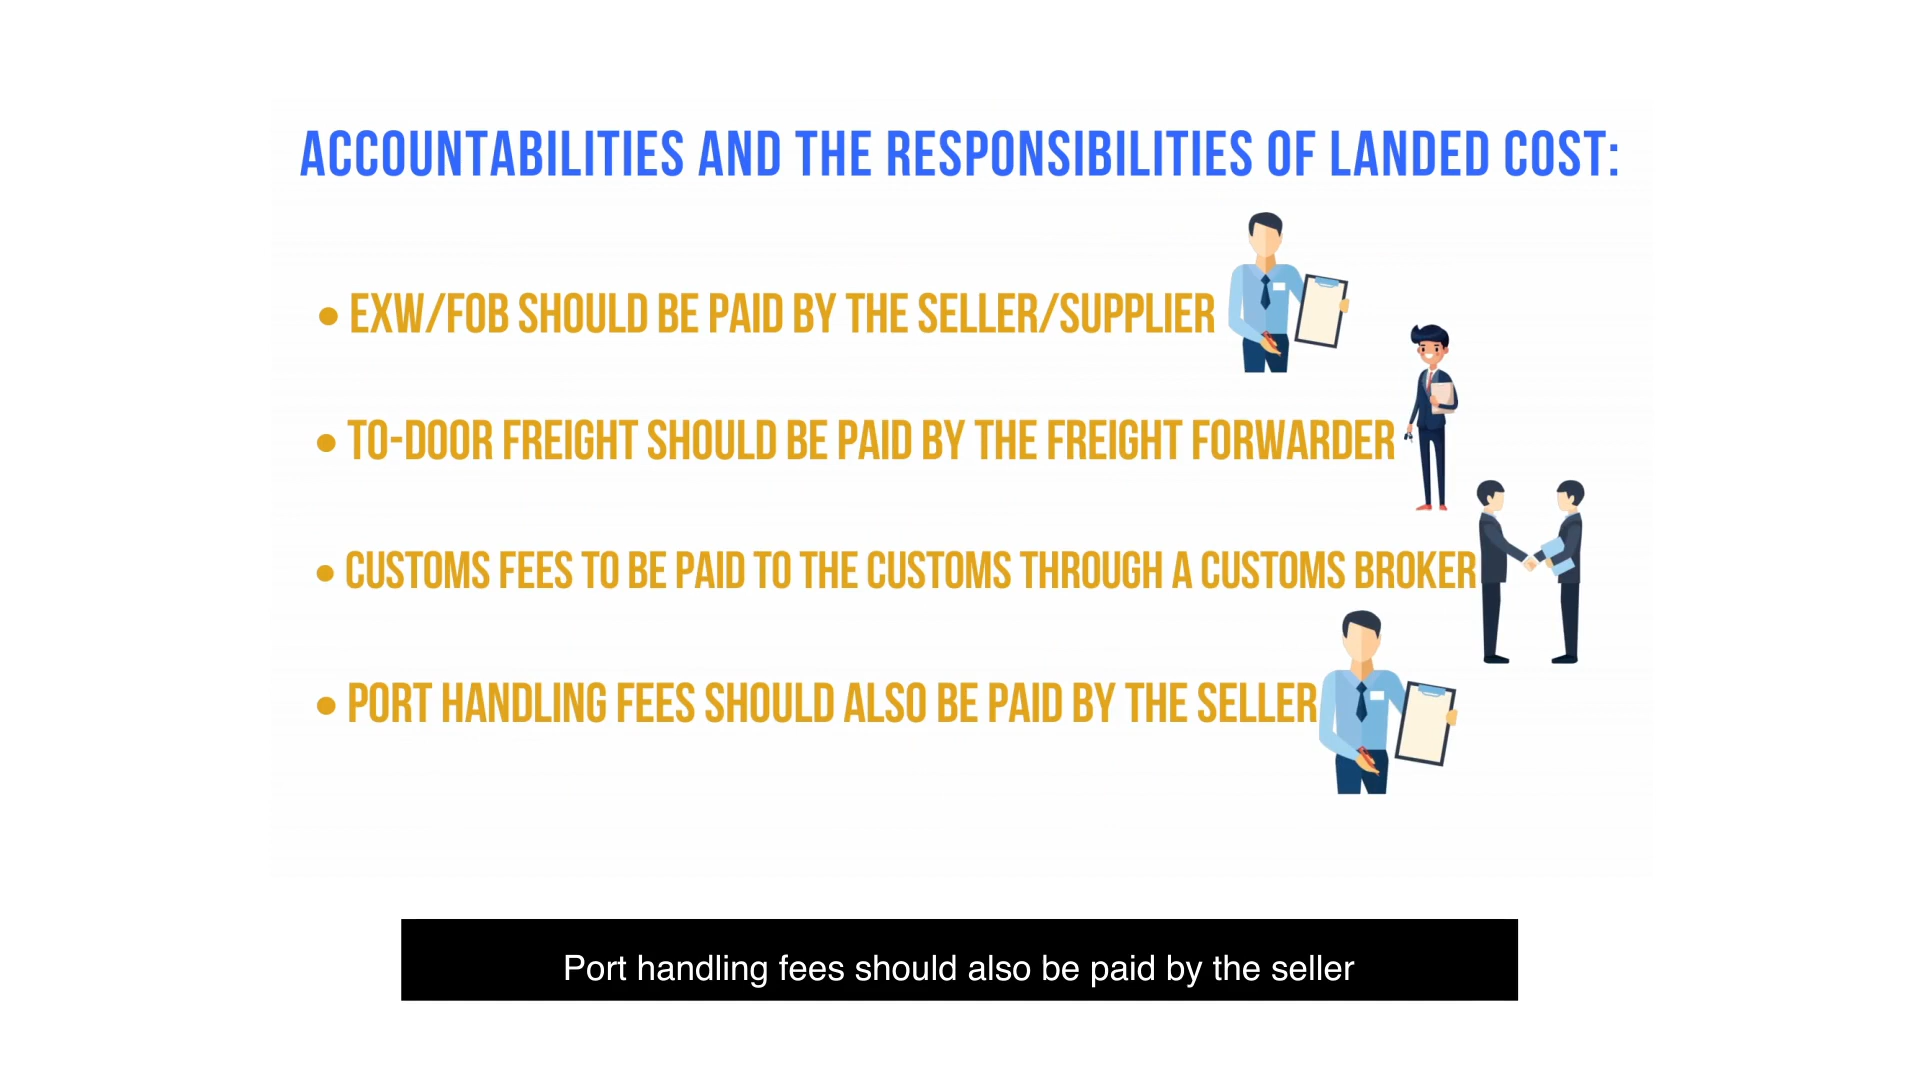 ACCOUNTABILITIES AND THE RESPONSIBILITIES OF LANDED COST:
• EXW/FOB SHOULD BE PAID BY THE SELLER/SUPPLIER
• TO-DOOR FREIGHT SHOULD BE PAID BY THE FREIGHT FORWARDER
• CUSTOMS FEES TO BE PAID TO THE CUSTOMS THROUGH A CUSTOMS BROKER
• PORT HANDLING FEES SHOULD ALSO BE PAID BY THE SELLER
Port handling fees should also be paid by the seller